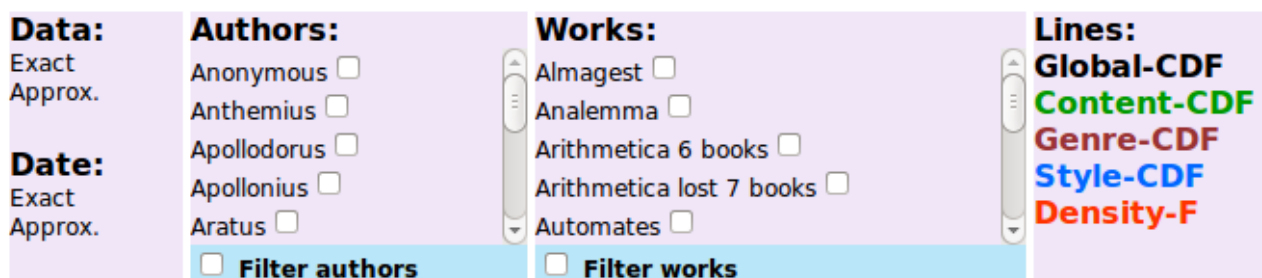 Data:
Exact
Approx.
Date:
Exact
Approx.
Authors:
Anonymous
Anthemius
Apollodorus
Apollonius
Aratus
Filter authors
Works:
Almagest
Analemma
Arithmetica 6 books
Arithmetica lost 7 books
Automates
Filter works
Lines:
Global-CDF
Content-CDF
Genre-CDF
Style-CDF
Density-F